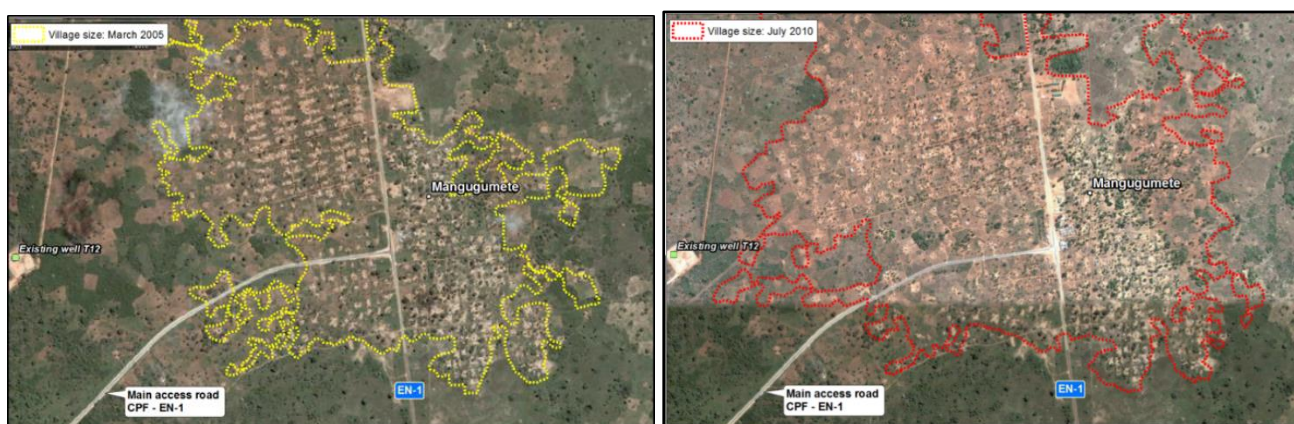 Village size: March 2005
Mangugumete
Existing well T12
EN-1
Main access road
CPF - EN-1
Village size: July 2010
Mangugumete
Existing well T12
EN-1
Main access road
CPF - EN-1